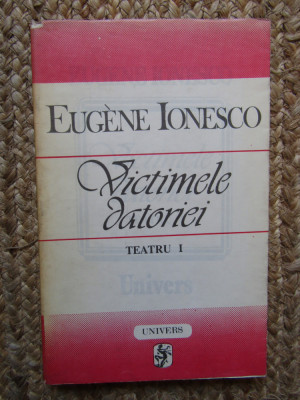 EUGÈNE IONESCO
Victimele
datoriei
TEATRU I
Univers
UNIVERS